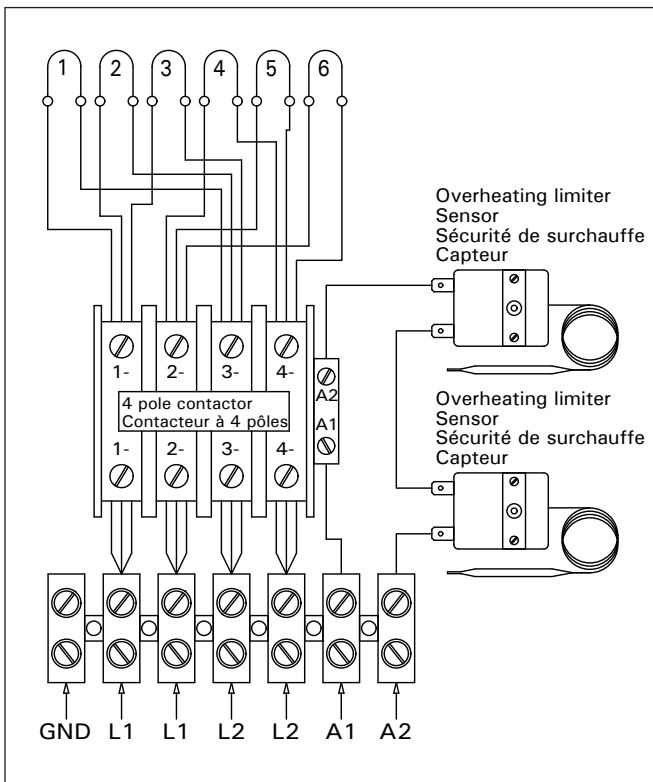 1 2 3 4 5 6
Overheating limiter
Sensor
Sécurité de surchauffe
Capteur
1- 2- 3- 4-
A2
4 pole contactor
Contacteur à 4 pôles
A1
1- 2- 3- 4-
Overheating limiter
Sensor
Sécurité de surchauffe
Capteur
GND L1 L1 L2 L2 A1 A2